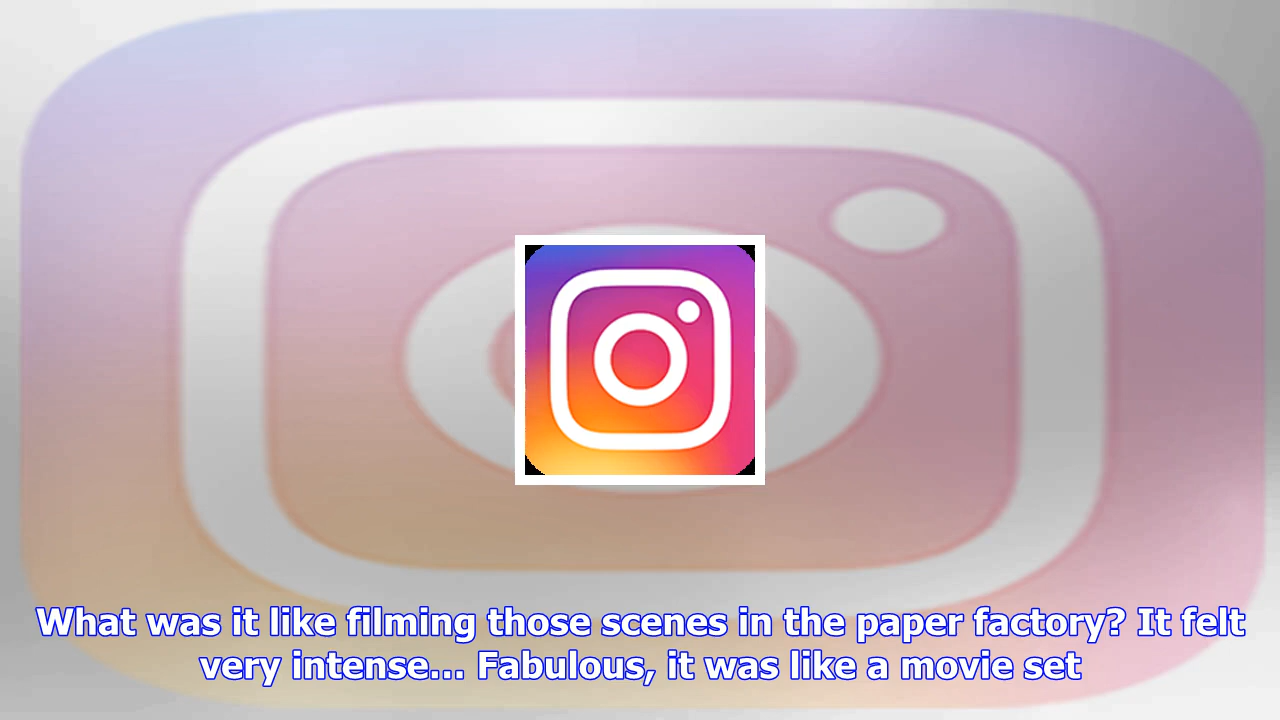 What was it like filming those scenes in the paper factory? It felt
very intense... Fabulous, it was like a movie set